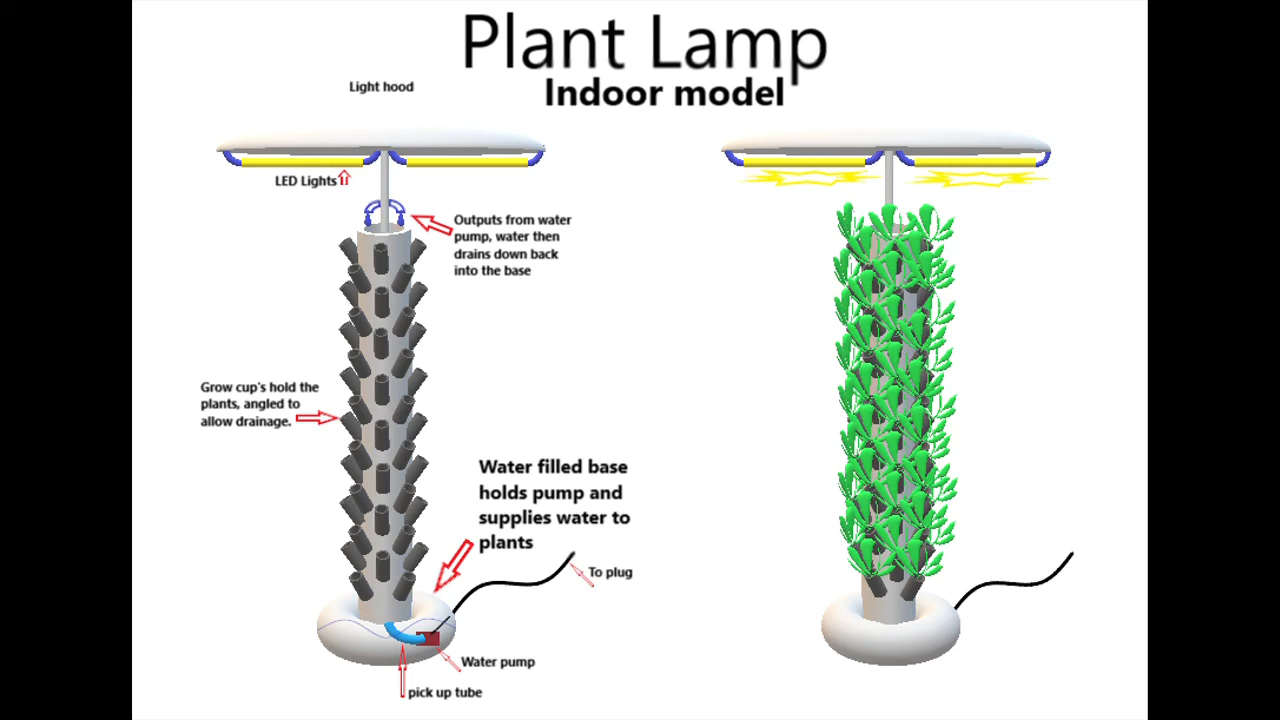 Plant Lamp
Indoor model
Light hood
LED Lights
Outputs from water
pump, water then
drains down back
into the base
Grow cup's hold the
plants, angled to
allow drainage.
Water filled base
holds pump and
supplies water to
plants
To plug
Water pump
pick up tube